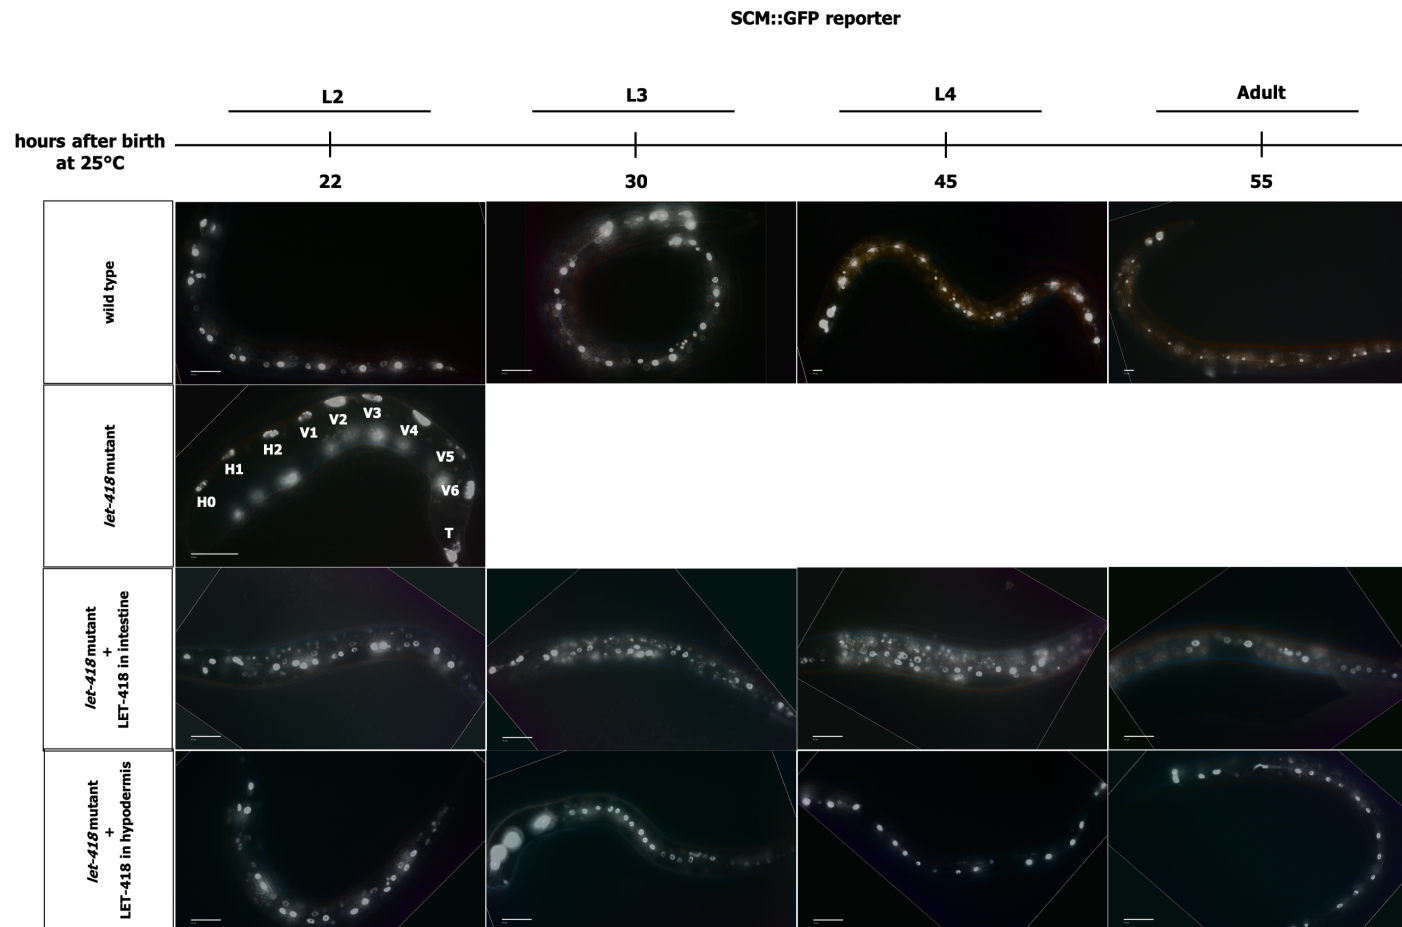 SCM::GFP reporter
L2
L3
L4
Adult
hours after birth
at 25°C
22
30
45
55
wild type
let-418 mutant
H0
H1
H2
V1
V2
V3
V4
V5
V6
T
let-418 mutant
+
LET-418 in intestine
let-418 mutant
+
LET-418 in hypodermis